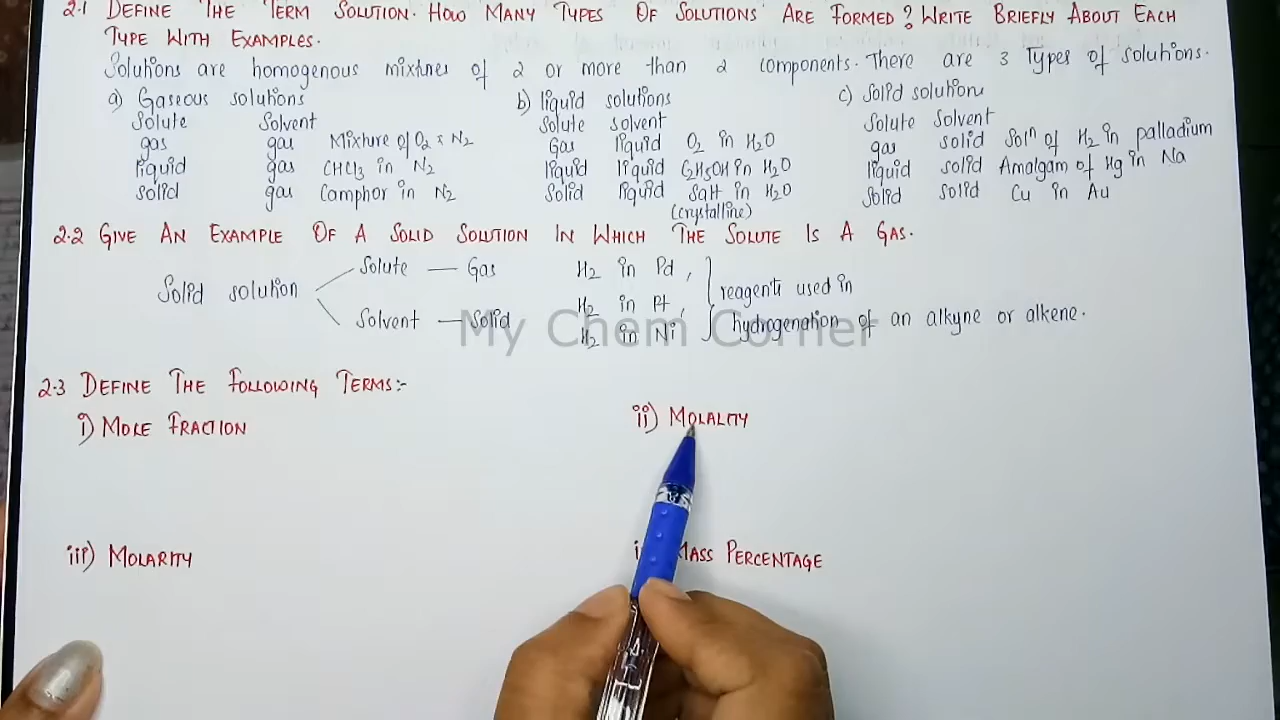 2.1 DEFINE THE TERM SOLUTION. HOW MANY TYPES OF SOLUTIONS ARE FORMED? WRITE BRIEFLY ABOUT EACH
TYPE WITH EXAMPLES.
Solutions are homogenous mixtures of 2 or more than 2 components. There are 3 Types of solutions.
a) Gaseous solutions
Solute Solvent
gas gas Mixture of O₂ & N₂
liquid gas CHCl₃ in N₂
solid gas Camphor in N₂
b) liquid solutions
Solute solvent
Gas liquid O₂ in H₂O
liquid liquid C₂H₅OH in H₂O
Solid liquid Salt in H₂O
(crystalline)
c) Solid solution
Solute Solvent
gas solid Solⁿ of H₂ in palladium
liquid solid Amalgam of Hg in Na
Solid Solid Cu in Au
2.2 GIVE AN EXAMPLE OF A SOLID SOLUTION IN WHICH THE SOLUTE IS A GAS.
Solid solution
Solute — Gas
Solvent — Solid
H₂ in Pd,
H₂ in Pt,
H₂ in Ni
reagents used in
hydrogenation of an alkyne or alkene.
My Chem Corner
2.3 DEFINE THE FOLLOWING TERMS:-
i) MOLE FRACTION
ii) MOLALITY
iii) MOLARITY
MASS PERCENTAGE